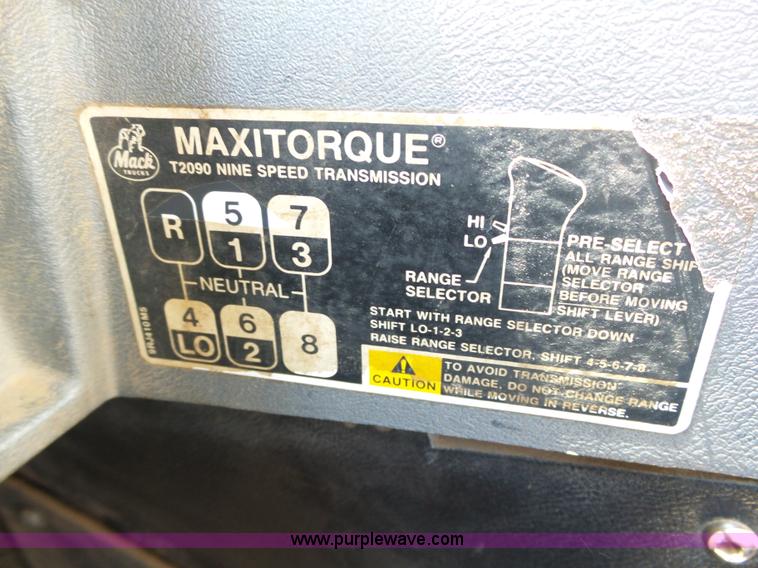 Mack
TRUCKS
MAXITORQUE®
T2090 NINE SPEED TRANSMISSION
R 5 7
1 3
NEUTRAL
4 6 8
LO 2
HI
LO
RANGE
SELECTOR
PRE-SELECT
ALL RANGE
(MOVE RANGE
SELECTOR
BEFORE MOVING
SHIFT LEVER)
START WITH RANGE SELECTOR DOWN
SHIFT LO-1-2-3
RAISE RANGE SELECTOR, SHIFT 4-5-6-7-8
CAUTION
TO AVOID TRANSMISSION
DAMAGE, DO NOT CHANGE RANGE
WHILE MOVING IN REVERSE.
www.purplewave.com